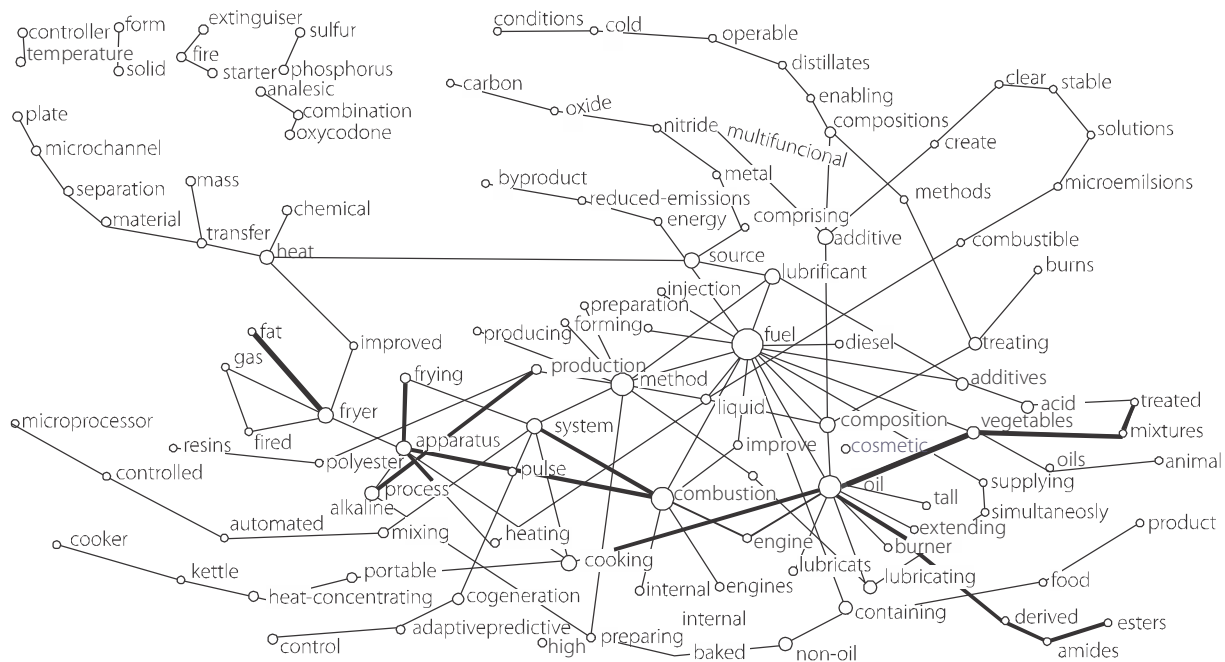 conditions
cold
controller
form
extinguiser
sulfur
operable
temperature
fire
solid
starter
phosphorus
distillates
analesic
carbon
clear
stable
enabling
combination
oxide
plate
oxycodone
nitride
multifuncional
compositions
solutions
create
microchannel
metal
byproduct
mass
separation
reduced-emissions
methods
microemilsions
chemical
material
energy
comprising
transfer
additive
combustible
heat
source
lubrificant
burns
injection
preparation
fat
producing
forming
fuel
diesel
treating
improved
gas
production
frying
method
additives
liquid
acid
treated
microprocessor
fryer
composition
vegetables
system
mixtures
fired
apparatus
resins
improve
cosmetic
polyester
pulse
oils
animal
controlled
process
combustion
oil
supplying
alkaline
tall
simultaneosly
automated
mixing
heating
extending
product
engine
burner
cooker
cooking
lubricats
kettle
portable
lubricating
food
heat-concentrating
cogeneration
internal
engines
containing
internal
derived
esters
adaptivepredictive
preparing
control
high
baked
non-oil
amides